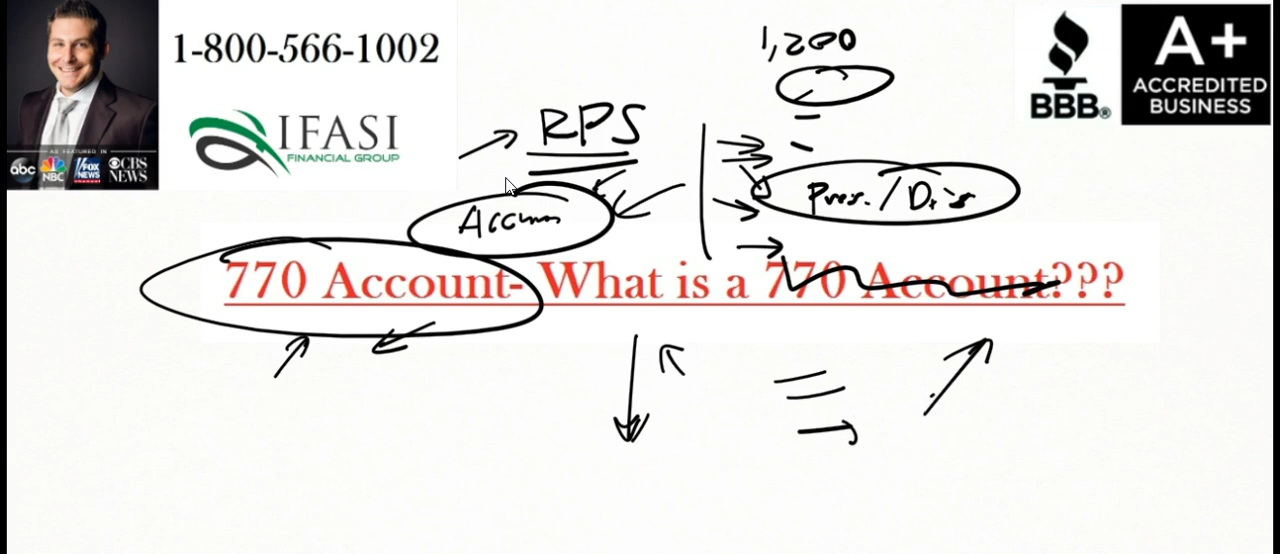 1-800-566-1002
IFASI
FINANCIAL GROUP
AS FEATURED IN
abc NBC FOX NEWS CBS NEWS
1,200
RPS
BBB®
A+
ACCREDITED
BUSINESS
770 Account- What is a 770 Account???